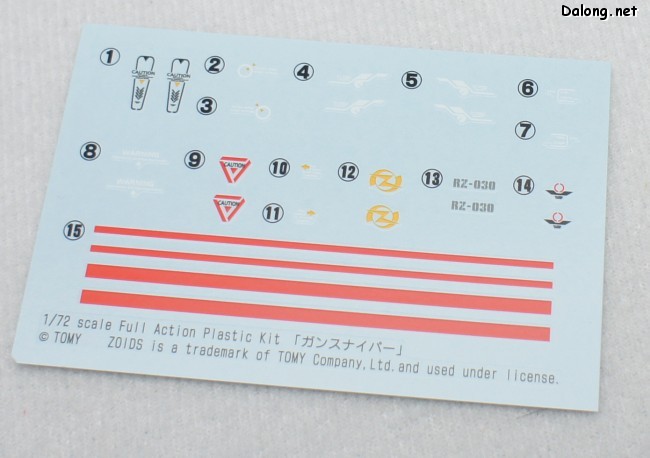 Dalong.net
① ② ③ ④ ⑤ ⑥ ⑦
CAUTION CAUTION
⑧ ⑨ ⑩ ⑪ ⑫ ⑬ ⑭
CAUTION
CAUTION
RZ-030
RZ-030
⑮
1/72 scale Full Action Plastic Kit 「ガンスナイパー」
© TOMY ZOIDS is a trademark of TOMY Company,Ltd.and used under license.